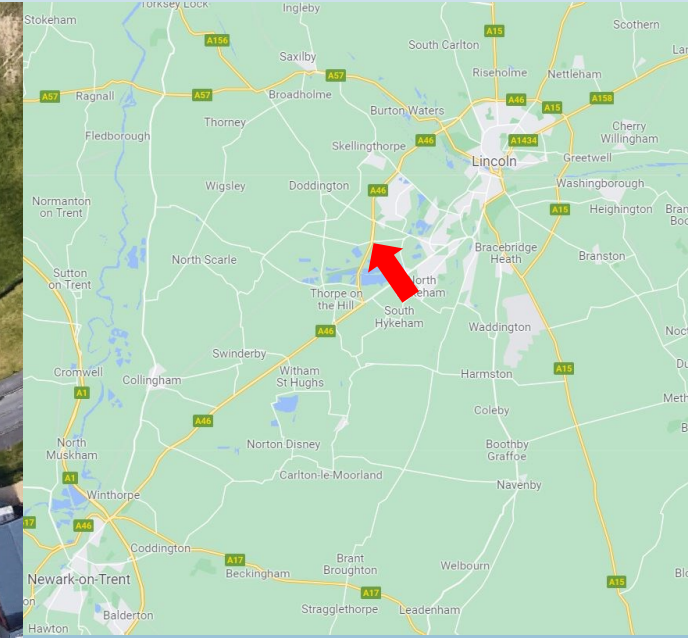 Torksey Lock
Ingleby
Stokeham
Scothern
A15
A156
South Carlton
Saxilby
Riseholme
Nettleham
A57
A57
Ragnall
A57
Broadholme
A46
A158
A15
Burton Waters
Thorney
Cherry
Willingham
Fledborough
A46
A1434
Skellingthorpe
Lincoln
Greetwell
Wigsley
Doddington
A46
Washingborough
Normanton
on Trent
A15
Heighington
North Scarle
Bracebridge
Heath
Branston
Sutton
on Trent
Thorpe on
the Hill
South
Hykeham
A46
Waddington
Swinderby
Cromwell
Collingham
Witham
St Hughs
Harmston
A15
A1
A46
Coleby
North
Muskham
Norton Disney
Boothby
Graffoe
A1
Carlton-le-Moorland
Navenby
Winthorpe
17
A46
Coddington
A17
Brant
Broughton
Welbourn
Newark-on-Trent
Beckingham
A17
A15
Balderton
Stragglethorpe
Leadenham
Hawton